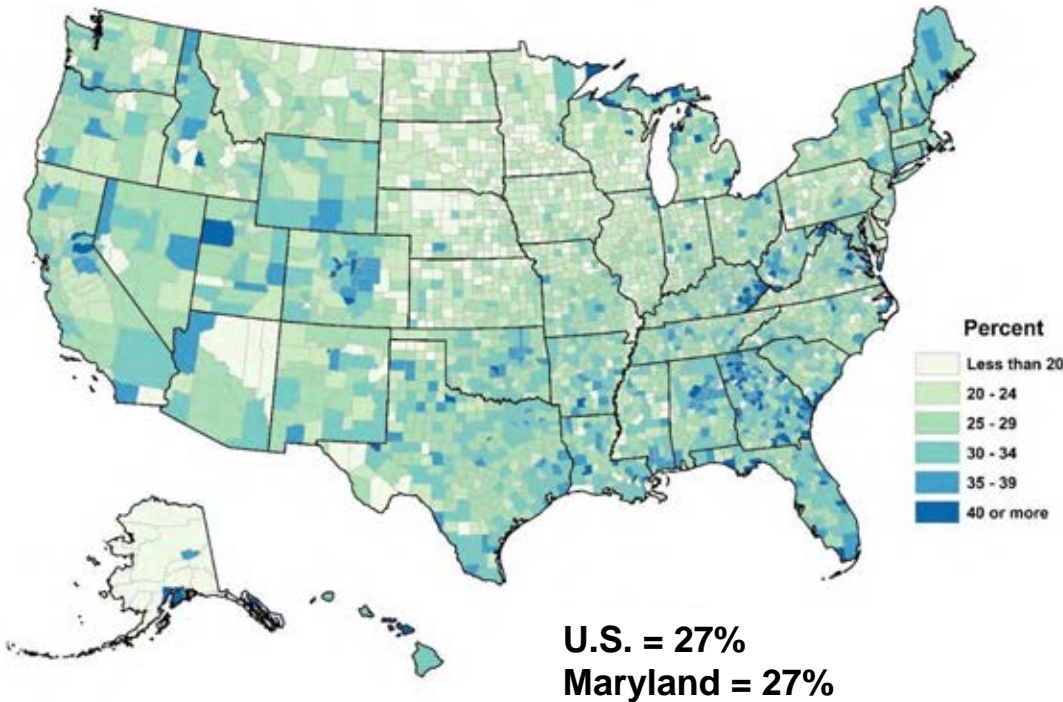 Percent
Less than 20
20 - 24
25 - 29
30 - 34
35 - 39
40 or more
U.S. = 27%
Maryland = 27%